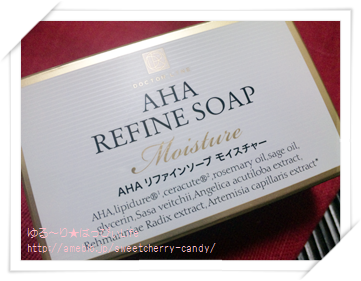 AHA
REFINE SOAP
Moisture
AHA リファインソープ モイスチャー
AHA, lipidure®, ceracute®, rosemary oil, sage oil,
glycerin, Sasa veitchii, Angelica acutiloba extract,
Rehmanniae Radix extract, Artemisia capillaris extract*
ゆる～り★
http://ameblo.jp/sweetcherry-candy/